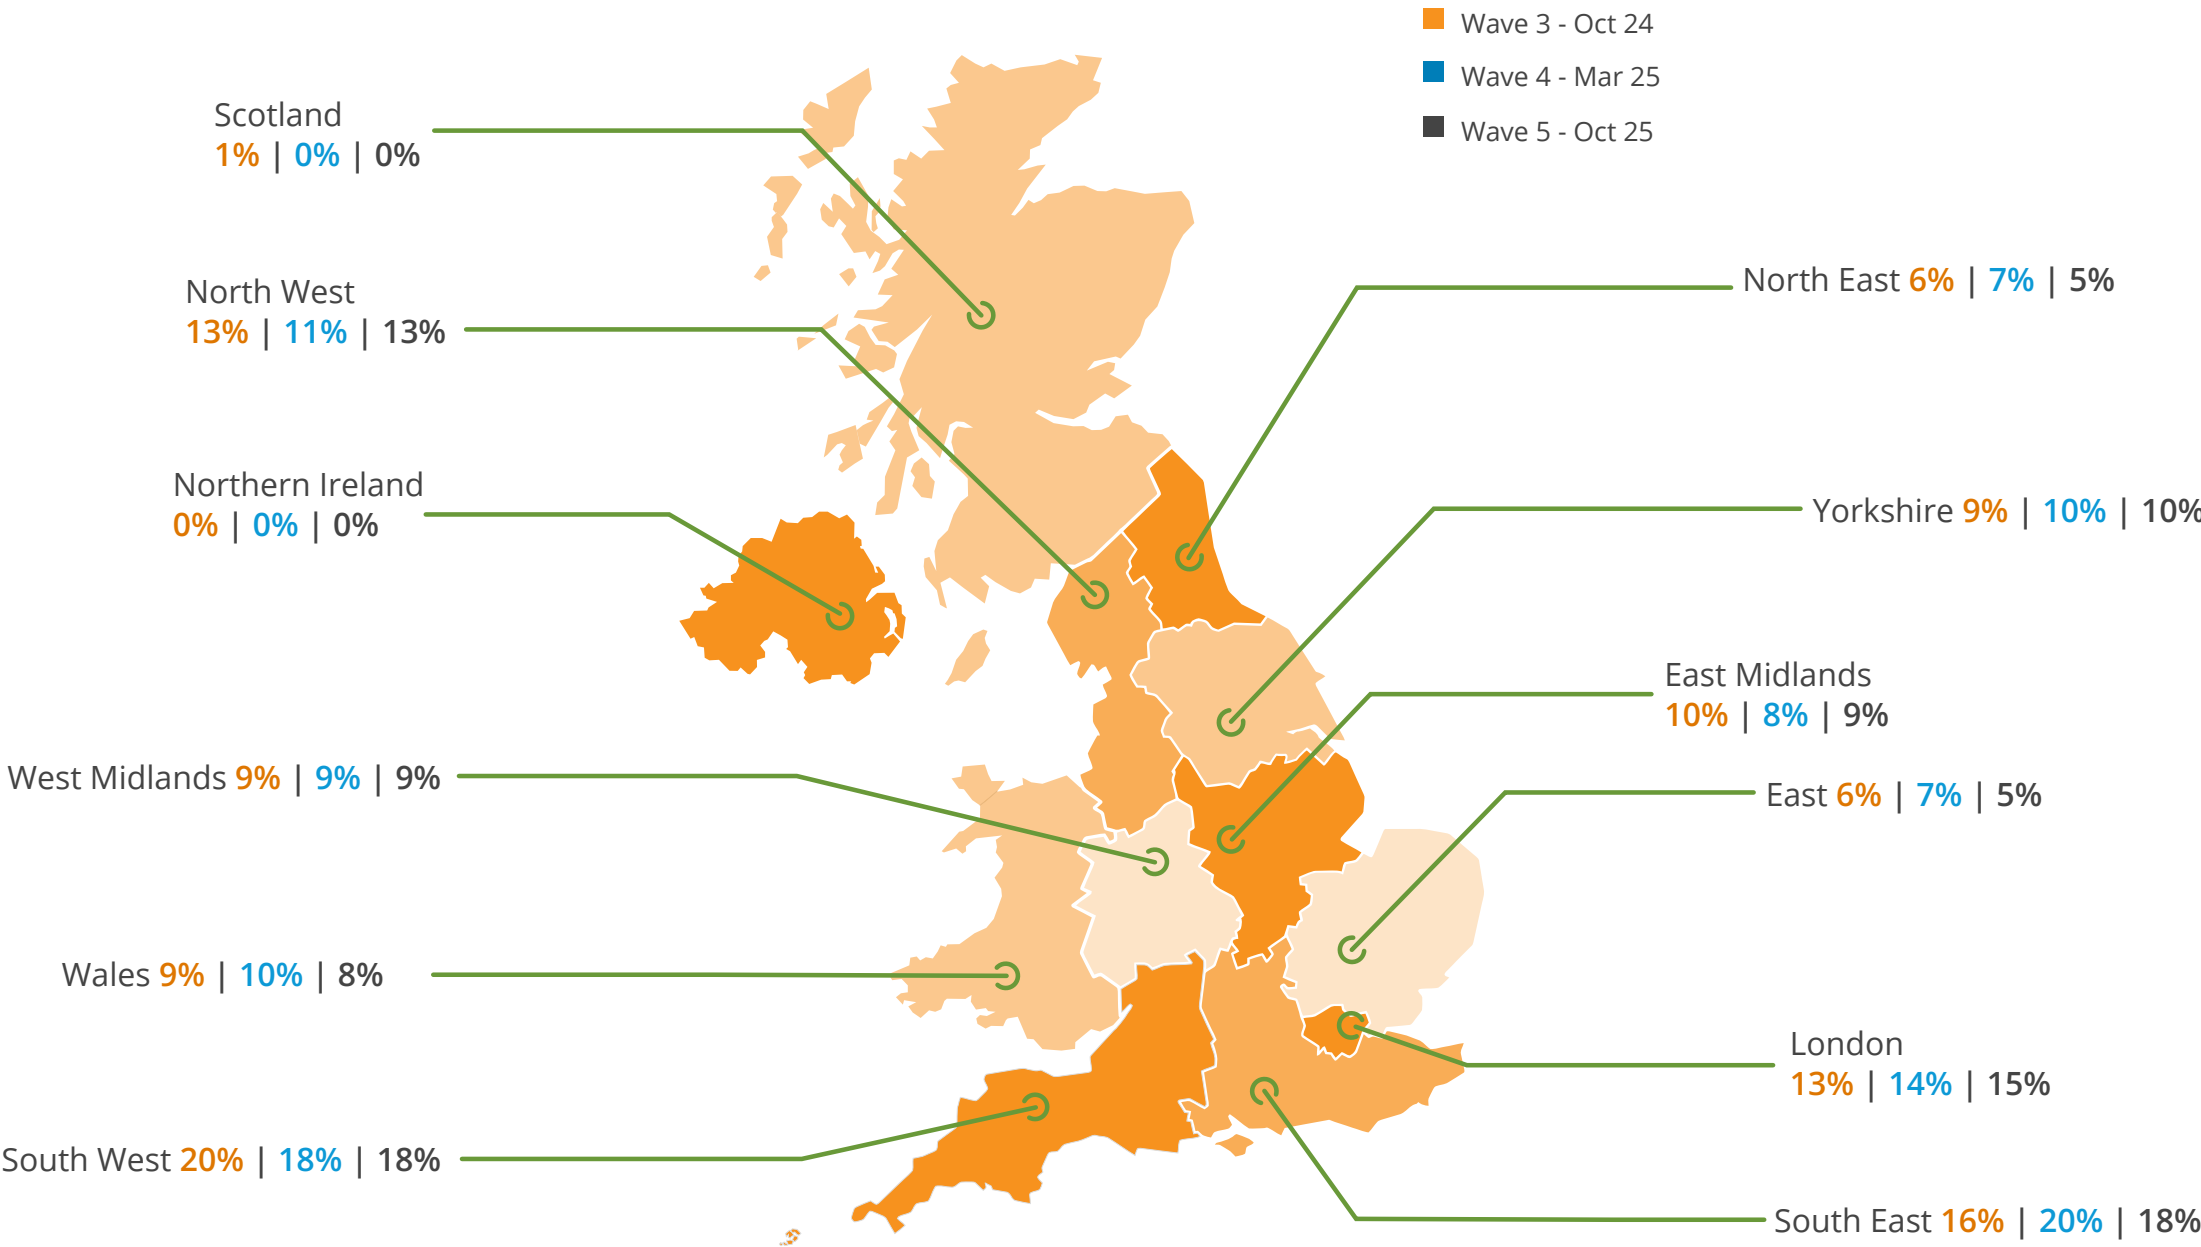 Wave 3 - Oct 24
Wave 4 - Mar 25
Wave 5 - Oct 25
Scotland
1% | 0% | 0%
North West
13% | 11% | 13%
Northern Ireland
0% | 0% | 0%
West Midlands 9% | 9% | 9%
Wales 9% | 10% | 8%
South West 20% | 18% | 18%
North East 6% | 7% | 5%
Yorkshire 9% | 10% | 10%
East Midlands
10% | 8% | 9%
East 6% | 7% | 5%
London
13% | 14% | 15%
South East 16% | 20% | 18%